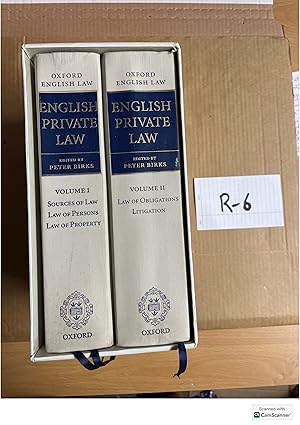 OXFORD
ENGLISH LAW
ENGLISH
PRIVATE
LAW
EDITED BY
PETER BIRKS
VOLUME I
SOURCES OF LAW
LAW OF PERSONS
LAW OF PROPERTY
OXFORD
OXFORD
ENGLISH LAW
ENGLISH
PRIVATE
LAW
EDITED BY
PETER BIRKS
VOLUME II
LAW OF OBLIGATIONS
LITIGATION
OXFORD
R-6
Scanned with
CS CamScanner